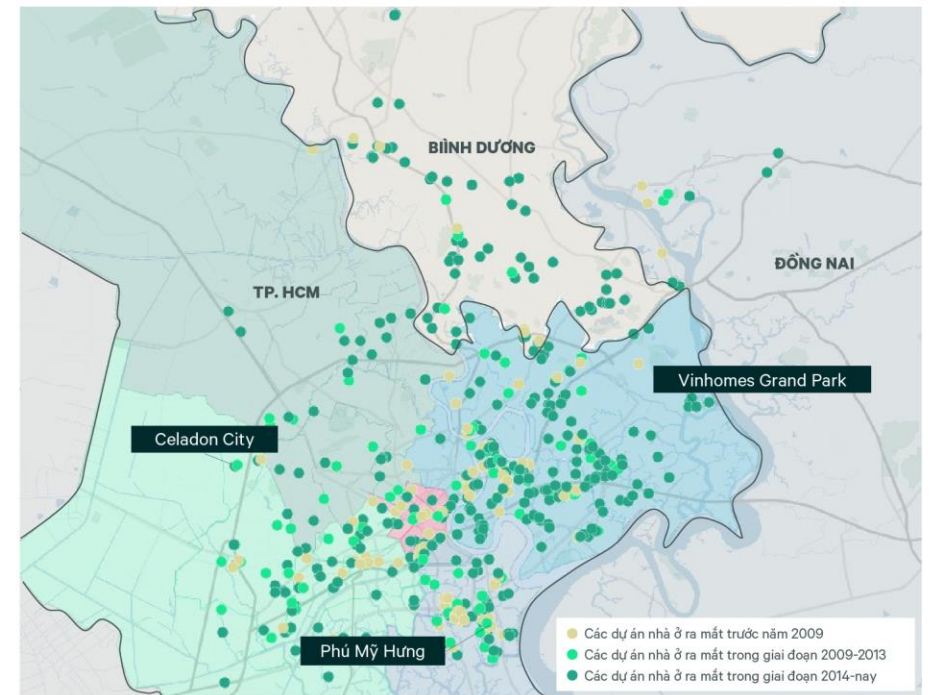 BIÌNH DƯƠNG
ĐỒNG NAI
TP. HCM
Vinhomes Grand Park
Celadon City
Phú Mỹ Hưng
Các dự án nhà ở ra mắt trước năm 2009
Các dự án nhà ở ra mắt trong giai đoạn 2009-2013
Các dự án nhà ở ra mắt trong giai đoạn 2014-nay